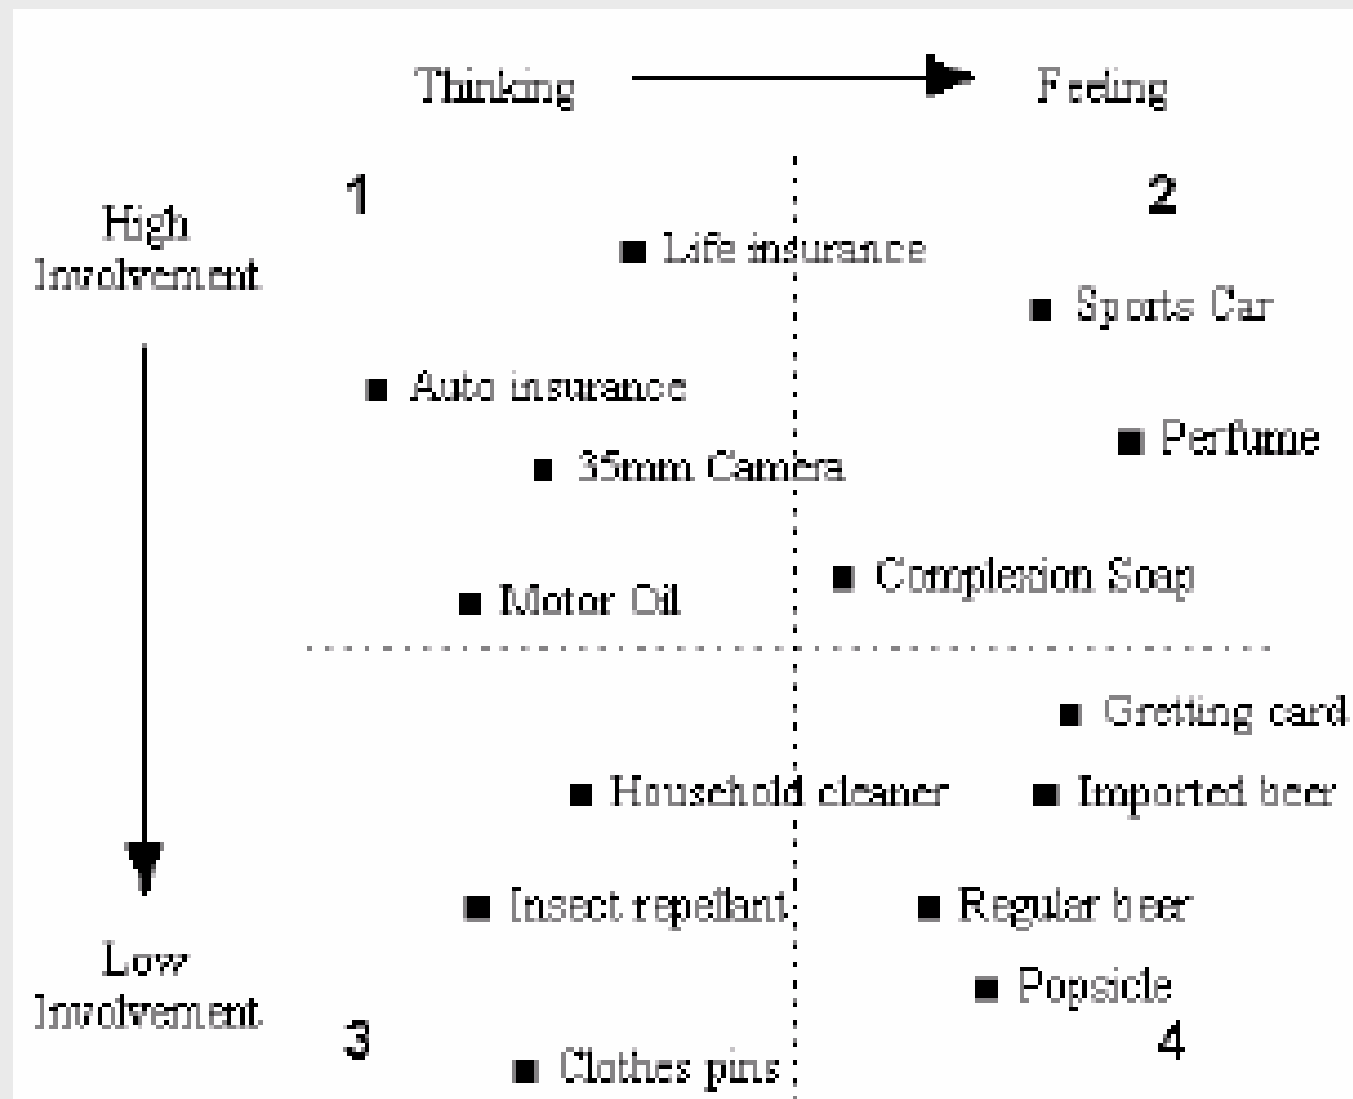 Thinking
Feeling
1
2
High
Involvement
Life insurance
Sports Car
Auto insurance
Perfume
35mm Camera
Complexion Soap
Motor Oil
Gretting card
Household cleaner
Imported beer
Insect repellant
Regular beer
Low
Involvement
Popsicle
3
4
Clothes pins